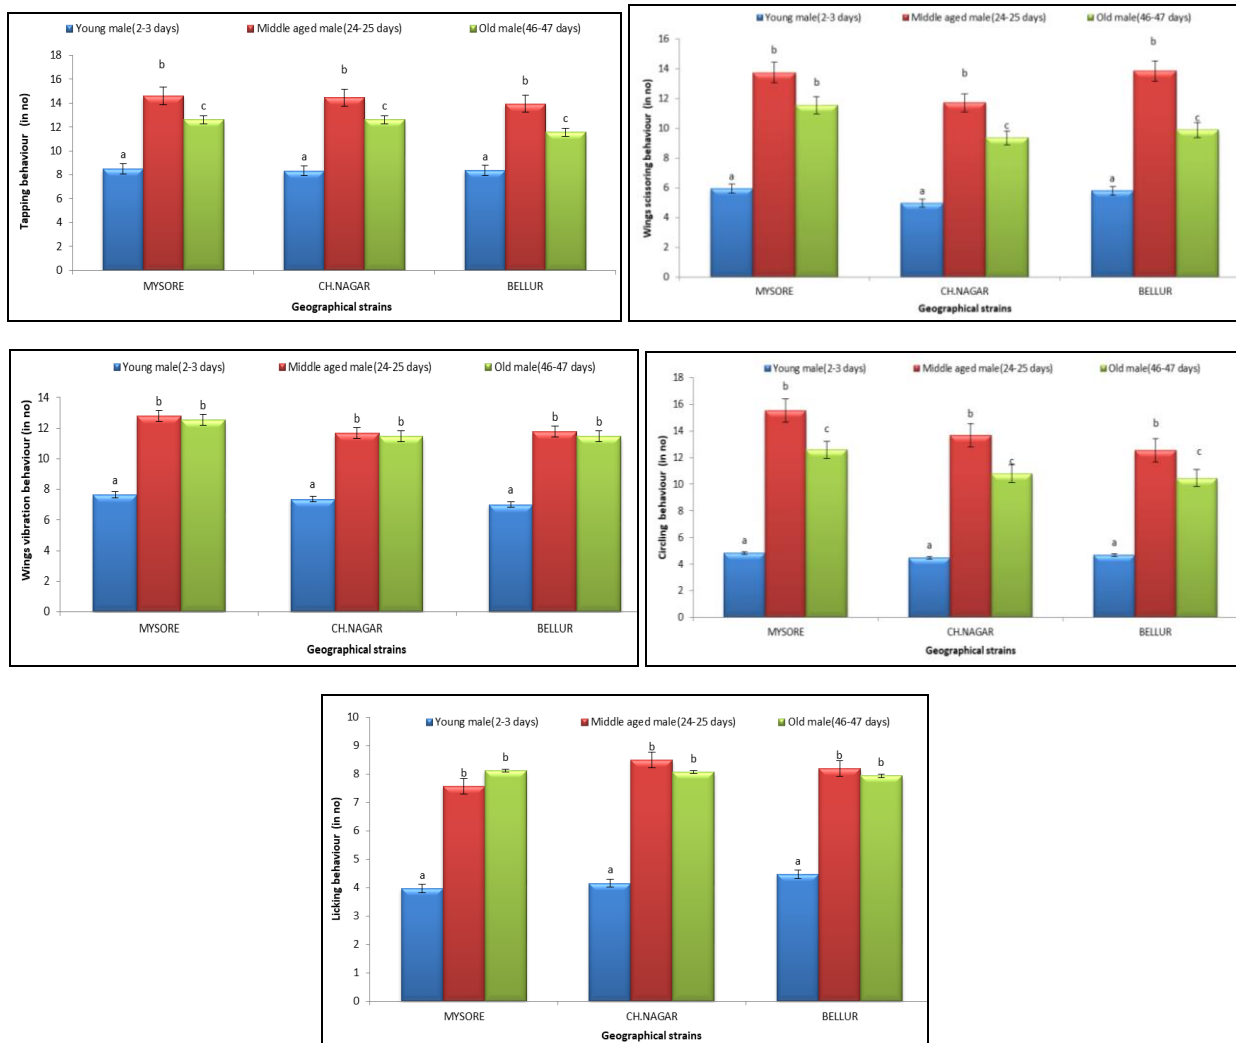 Young male(2-3 days) Middle aged male(24-25 days) Old male(46-47 days)
Tapping behaviour (in no)
18
16
14
12
10
8
6
4
2
0
a b c
a b c
a b c
MYSORE CH.NAGAR BELLUR
Geographical strains
Young male(2-3 days) Middle aged male(24-25 days) Old male(46-47 days)
Wings scissoring behaviour (in no)
16
14
12
10
8
6
4
2
0
a b b
a b c
a b c
MYSORE CH.NAGAR BELLUR
Geographical strains
Young male(2-3 days) Middle aged male(24-25 days) Old male(46-47 days)
Wings vibration behaviour (in no)
14
12
10
8
6
4
2
0
a b b
a b b
a b b
MYSORE CH.NAGAR BELLUR
Geographical strains
Young male(2-3 days) Middle aged male(24-25 days) Old male(46-47 days)
Circling behaviour (in no)
18
16
14
12
10
8
6
4
2
0
a b c
a b c
a b c
MYSORE CH.NAGAR BELLUR
Geographical strains
Young male(2-3 days) Middle aged male(24-25 days) Old male(46-47 days)
Licking behaviour (in no)
10
9
8
7
6
5
4
3
2
1
0
a b b
a b b
a b b
MYSORE CH.NAGAR BELLUR
Geographical strains